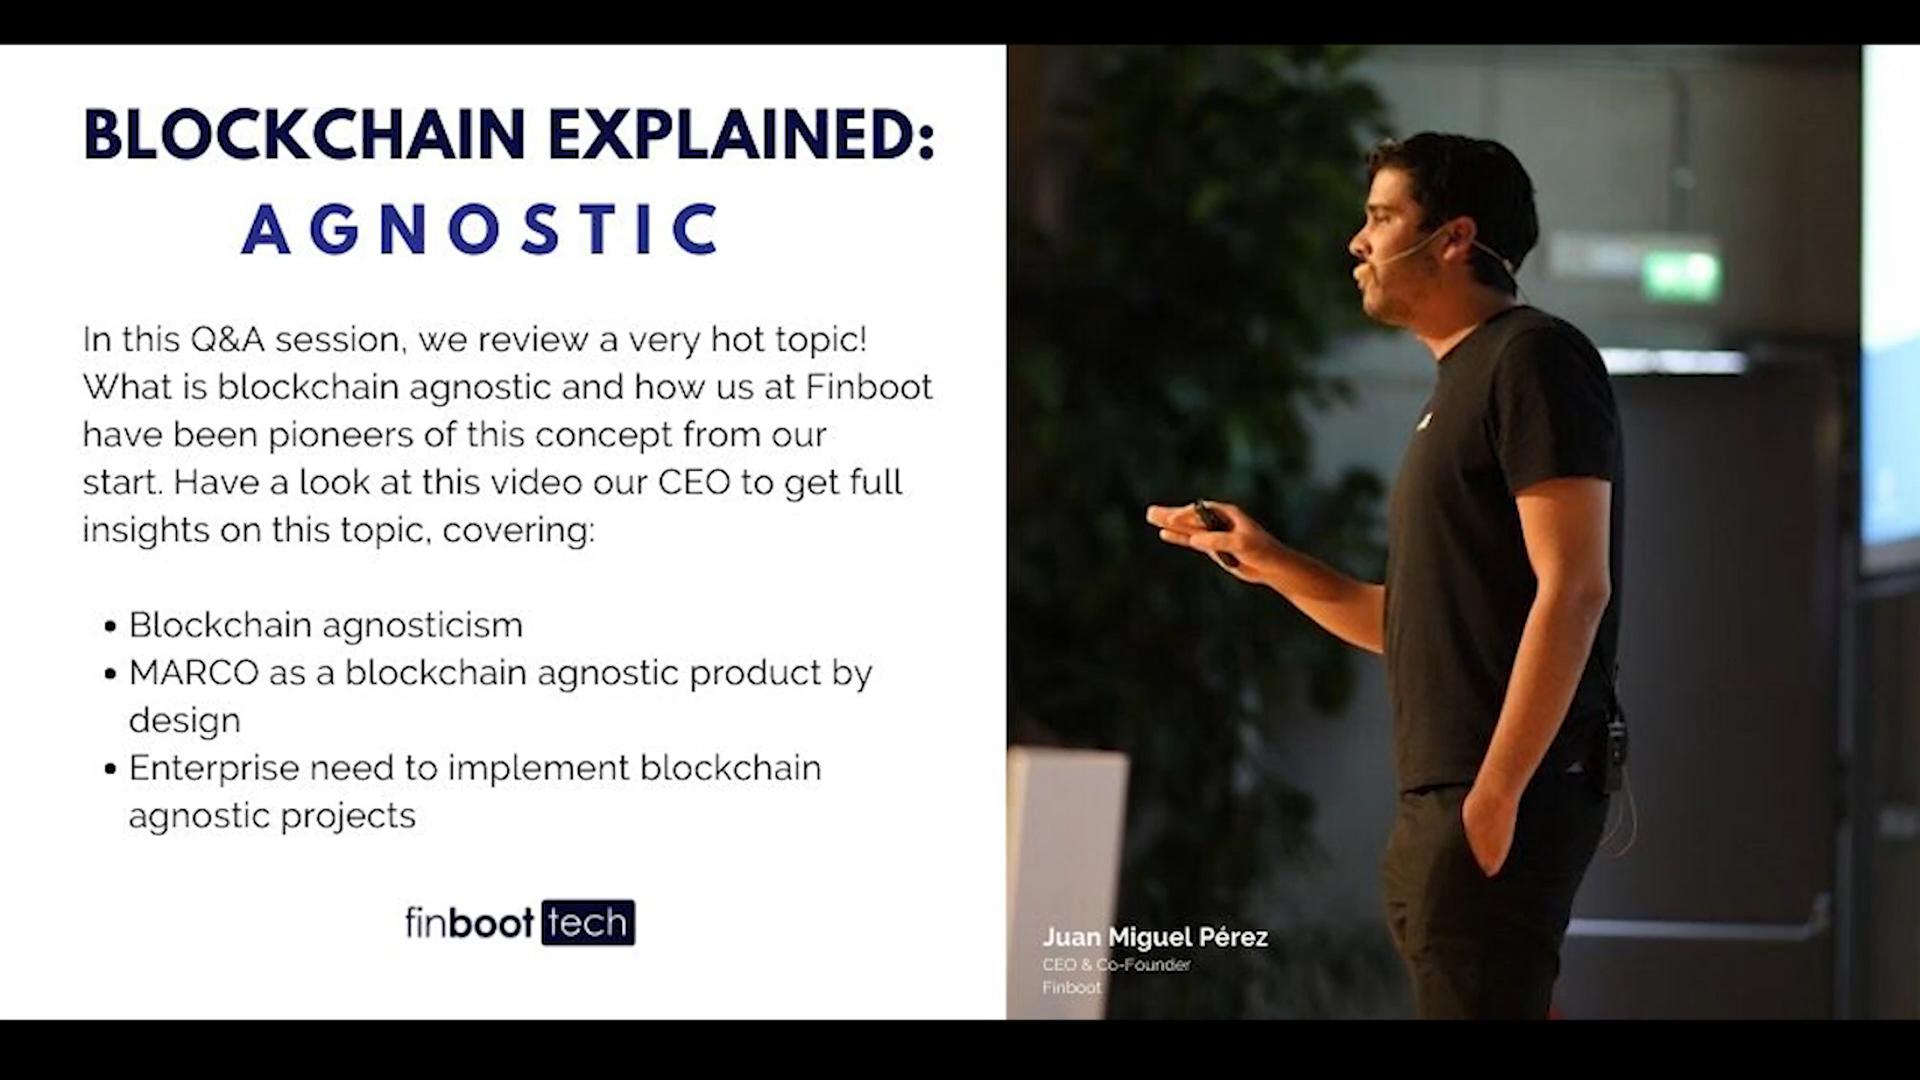 BLOCKCHAIN EXPLAINED:
AGNOSTIC
In this Q&A session, we review a very hot topic!
What is blockchain agnostic and how us at Finboot
have been pioneers of this concept from our
start. Have a look at this video our CEO to get full
insights on this topic, covering:
• Blockchain agnosticism
• MARCO as a blockchain agnostic product by
design
• Enterprise need to implement blockchain
agnostic projects
finboot tech
Juan Miguel Pérez
CEO & Co-Founder
Finboot